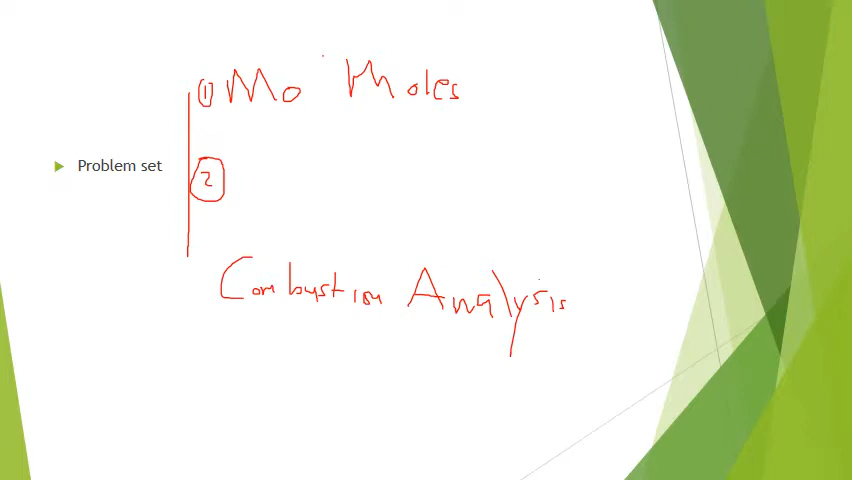 ① Mo Moles
Problem set
②
Combustion Analysis